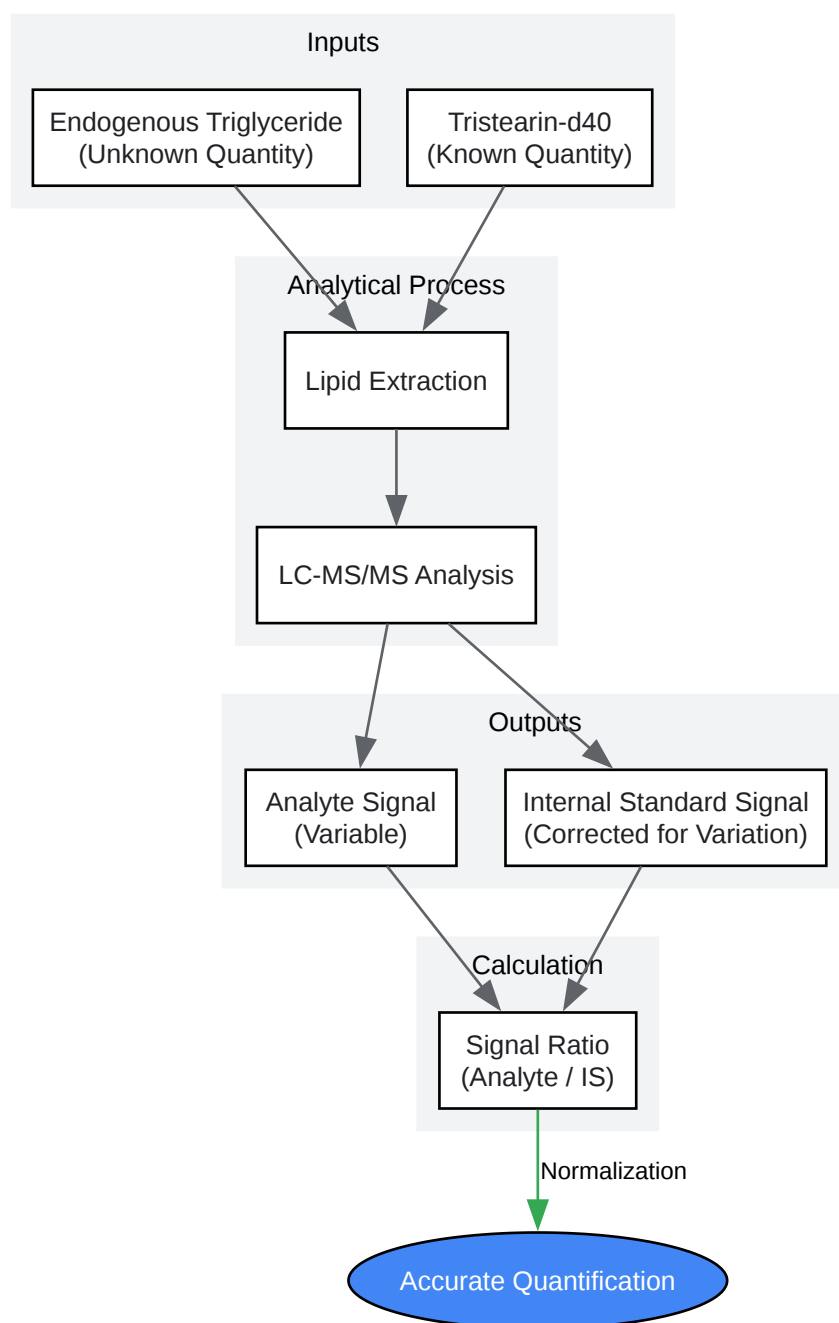 Inputs
Endogenous Triglyceride
(Unknown Quantity)
Tristearin-d40
(Known Quantity)
Analytical Process
Lipid Extraction
LC-MS/MS Analysis
Outputs
Analyte Signal
(Variable)
Internal Standard Signal
(Corrected for Variation)
Calculation
Signal Ratio
(Analyte / IS)
Normalization
Accurate Quantification